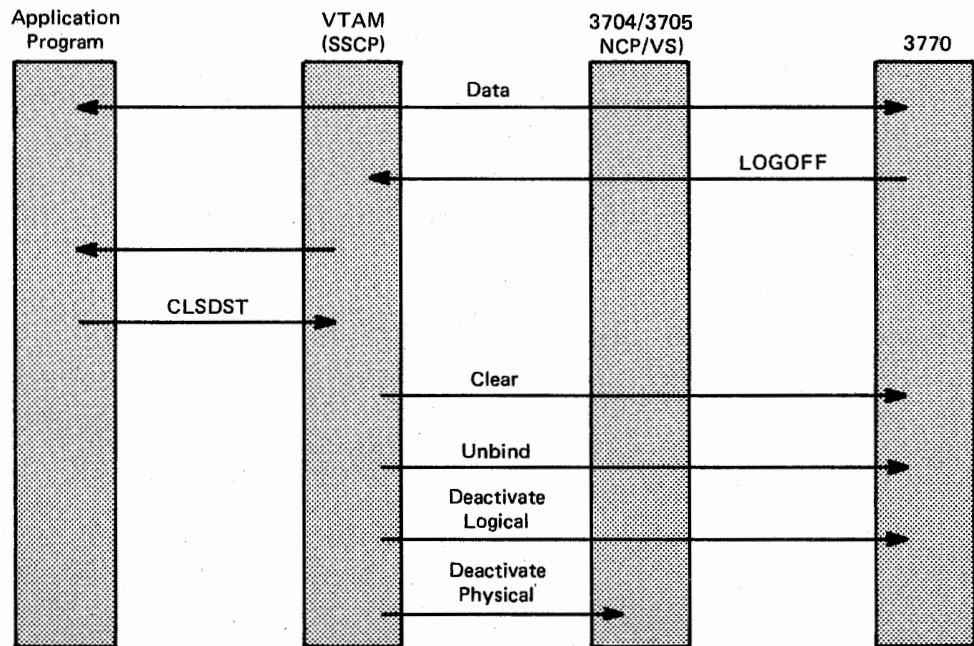 Application
Program
VTAM
(SSCP)
3704/3705
NCP/VS)
3770
Data
LOGOFF
CLSDST
Clear
Unbind
Deactivate
Logical
Deactivate
Physical